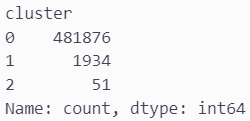 cluster
0    481876
1      1934
2        51
Name: count, dtype: int64